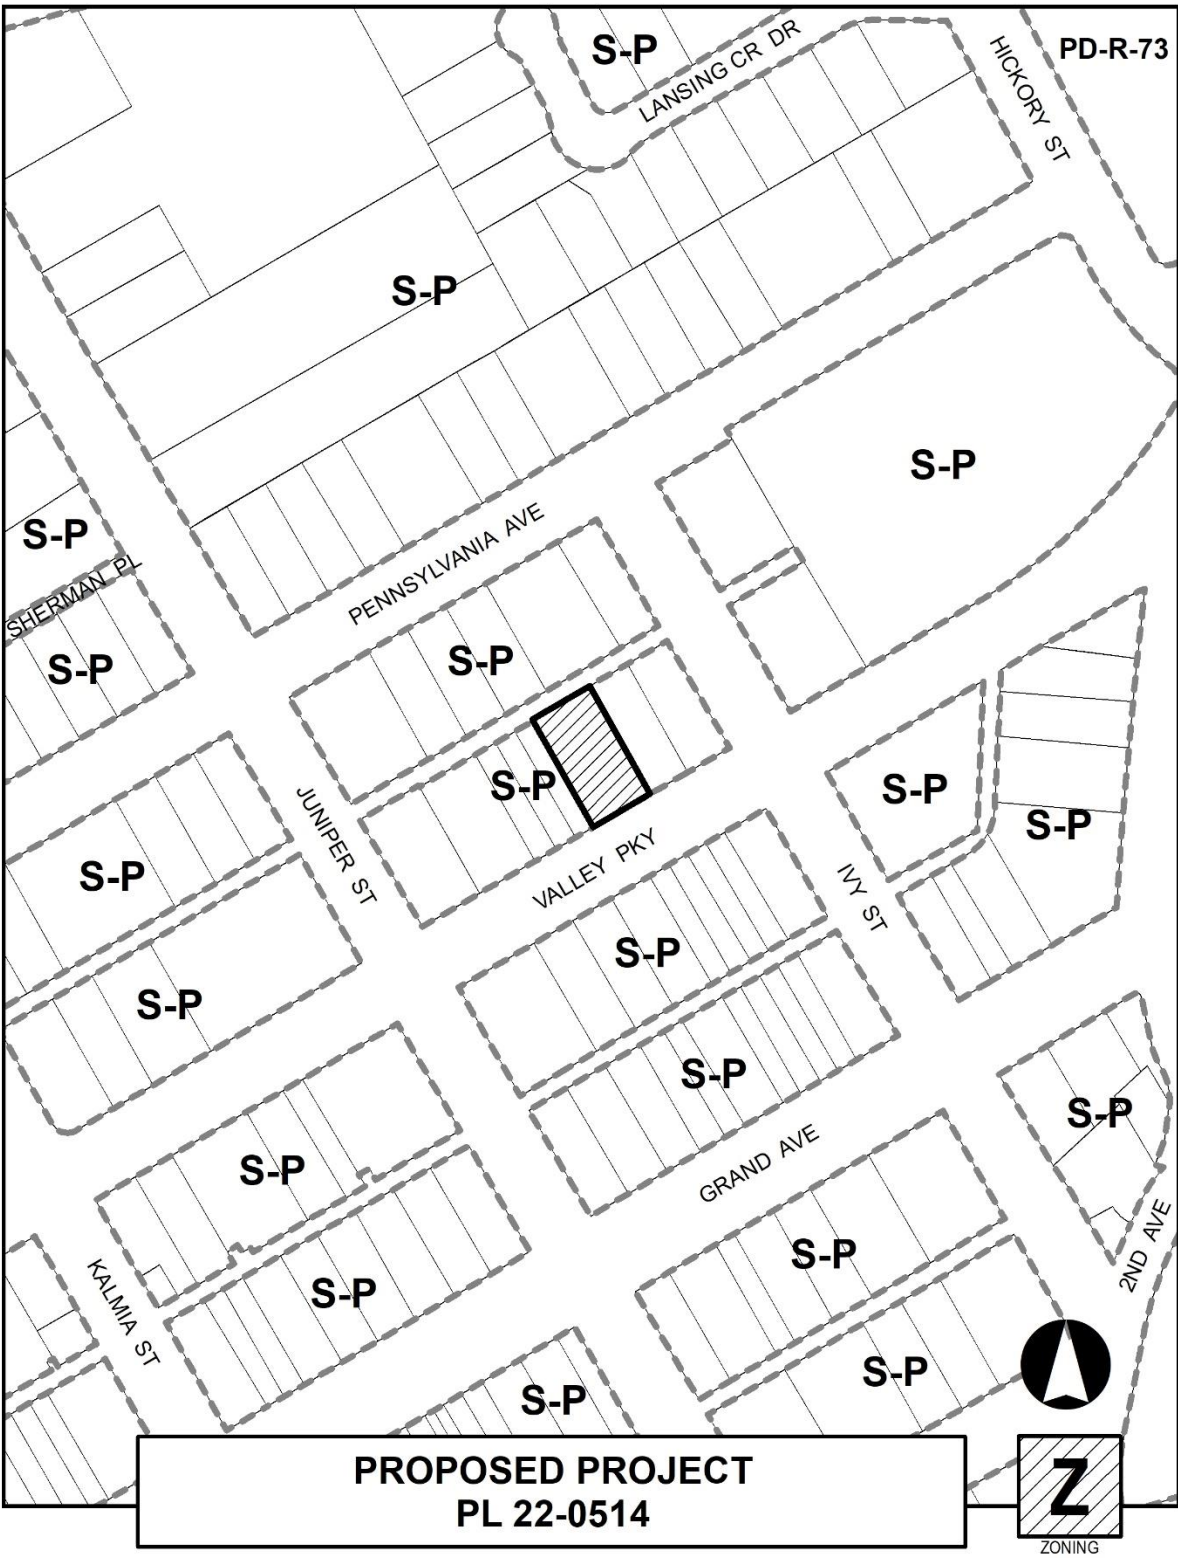 S-P
PD-R-73
LANSING CR DR
HICKORY ST
S-P
S-P
PENNSYLVANIA AVE
S-P
SHERMAN PL
S-P
S-P
S-P
JUNIPER ST
S-P
S-P
VALLEY PKY
S-P
IVY ST
S-P
S-P
S-P
S-P
S-P
S-P
GRAND AVE
S-P
2ND AVE
S-P
KALMIA ST
S-P
S-P
S-P
PROPOSED PROJECT
PL 22-0514
Z
ZONING